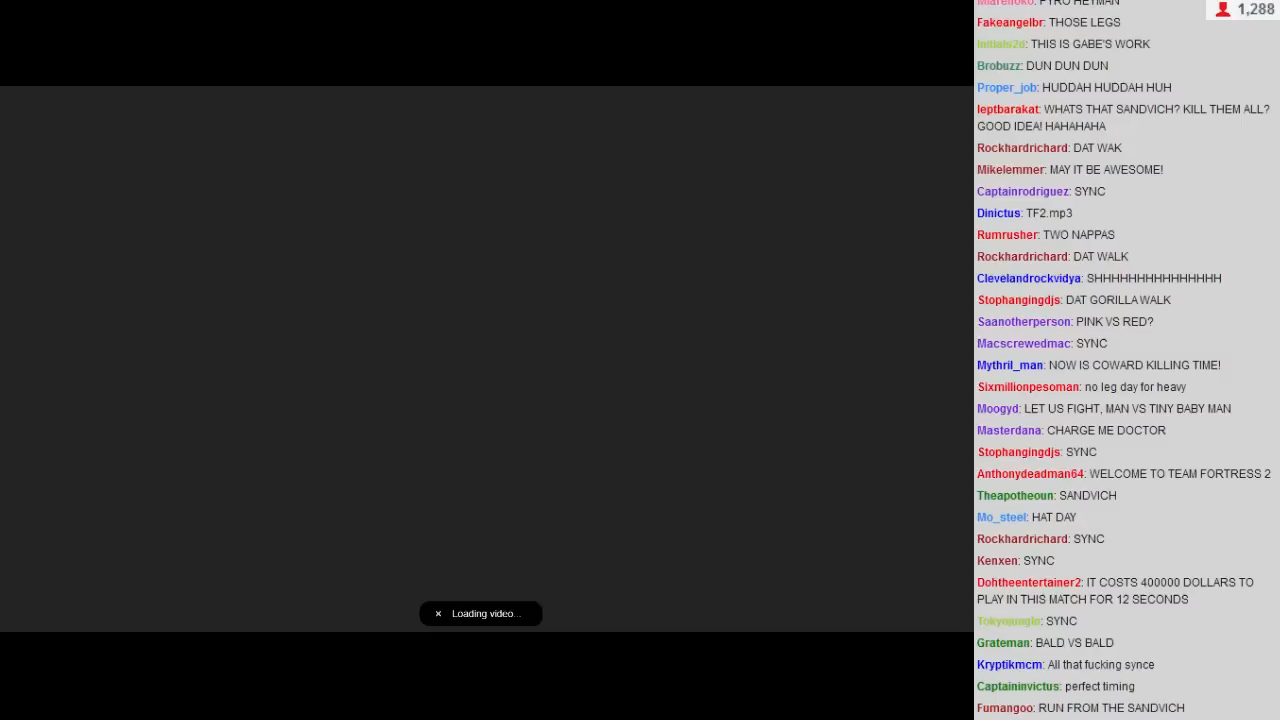 Miarenoko: PYRO HEYMAN
1,288
Fakeangelbr: THOSE LEGS
Initials2d: THIS IS GABE'S WORK
Brobuzz: DUN DUN DUN
Proper_job: HUDDAH HUDDAH HUH
leptbarakat: WHATS THAT SANDVICH? KILL THEM ALL?
GOOD IDEA! HAHAHAHA
Rockhardrichard: DAT WAK
Mikelemmer: MAY IT BE AWESOME!
Captainrodriguez: SYNC
Dinictus: TF2.mp3
Rumrusher: TWO NAPPAS
Rockhardrichard: DAT WALK
Clevelandrockvidya: SHHHHHHHHHHHHHHH
Stophangingdjs: DAT GORILLA WALK
Saanotherperson: PINK VS RED?
Macscrewedmac: SYNC
Mythril_man: NOW IS COWARD KILLING TIME!
Sixmillionpesoman: no leg day for heavy
Moogyd: LET US FIGHT, MAN VS TINY BABY MAN
Masterdana: CHARGE ME DOCTOR
Stophangingdjs: SYNC
Anthonydeadman64: WELCOME TO TEAM FORTRESS 2
Theapotheoun: SANDVICH
Mo_steel: HAT DAY
Rockhardrichard: SYNC
Kenxen: SYNC
Dohtheentertainer2: IT COSTS 400000 DOLLARS TO
PLAY IN THIS MATCH FOR 12 SECONDS
Tokyojungle: SYNC
Grateman: BALD VS BALD
Kryptikmcm: All that fucking synce
Captaininvictus: perfect timing
Fumangoo: RUN FROM THE SANDVICH
× Loading video...